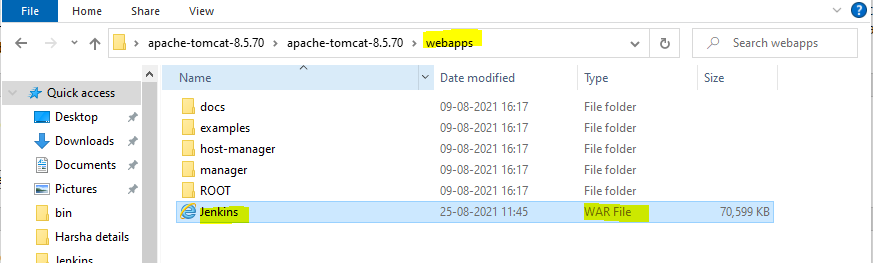 File Home Share View
apache-tomcat-8.5.70 > apache-tomcat-8.5.70 > webapps
Search webapps
Name Date modified Type Size
Quick access
docs 09-08-2021 16:17 File folder
Desktop
examples 09-08-2021 16:17 File folder
Downloads
host-manager 09-08-2021 16:17 File folder
Documents
manager 09-08-2021 16:17 File folder
Pictures
ROOT 09-08-2021 16:17 File folder
bin
Jenkins 25-08-2021 11:45 WAR File 70,599 KB
Harsha details
Jenkins